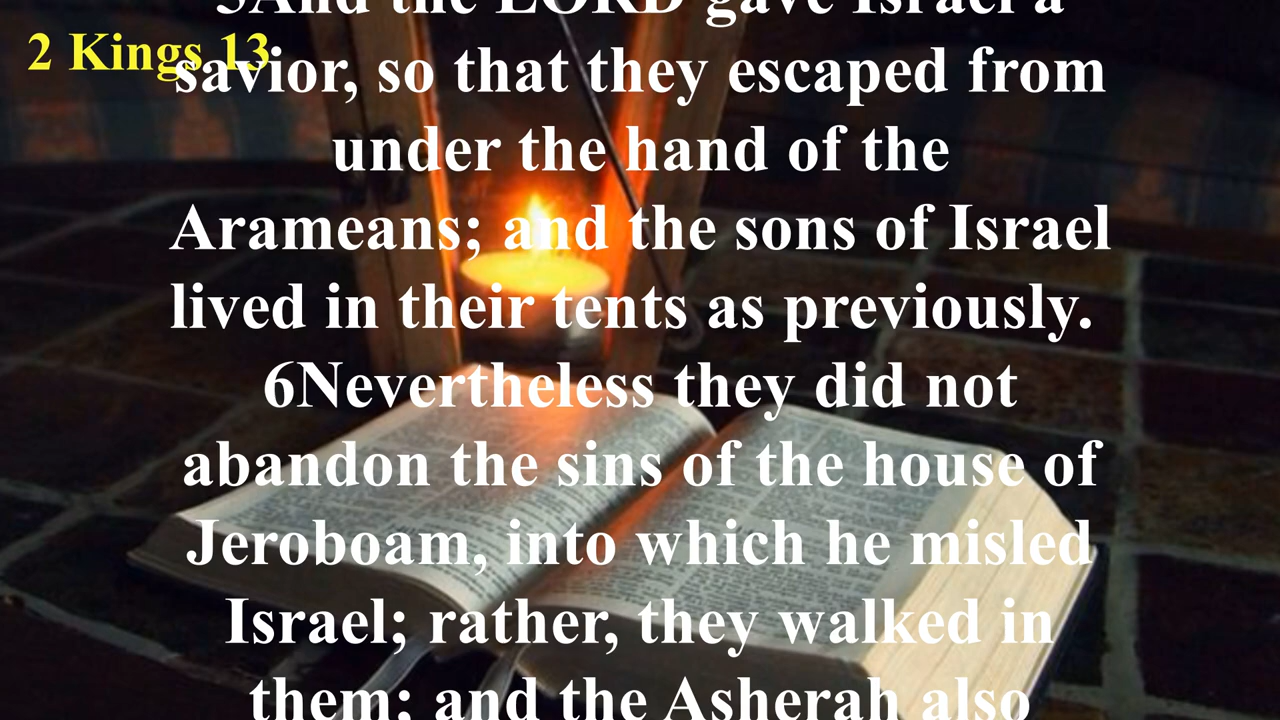 2 Kings 13
5And the LORD gave Israel a
savior, so that they escaped from
under the hand of the
Arameans; and the sons of Israel
lived in their tents as previously.
6Nevertheless they did not
abandon the sins of the house of
Jeroboam, into which he misled
Israel; rather, they walked in
them; and the Asherah also